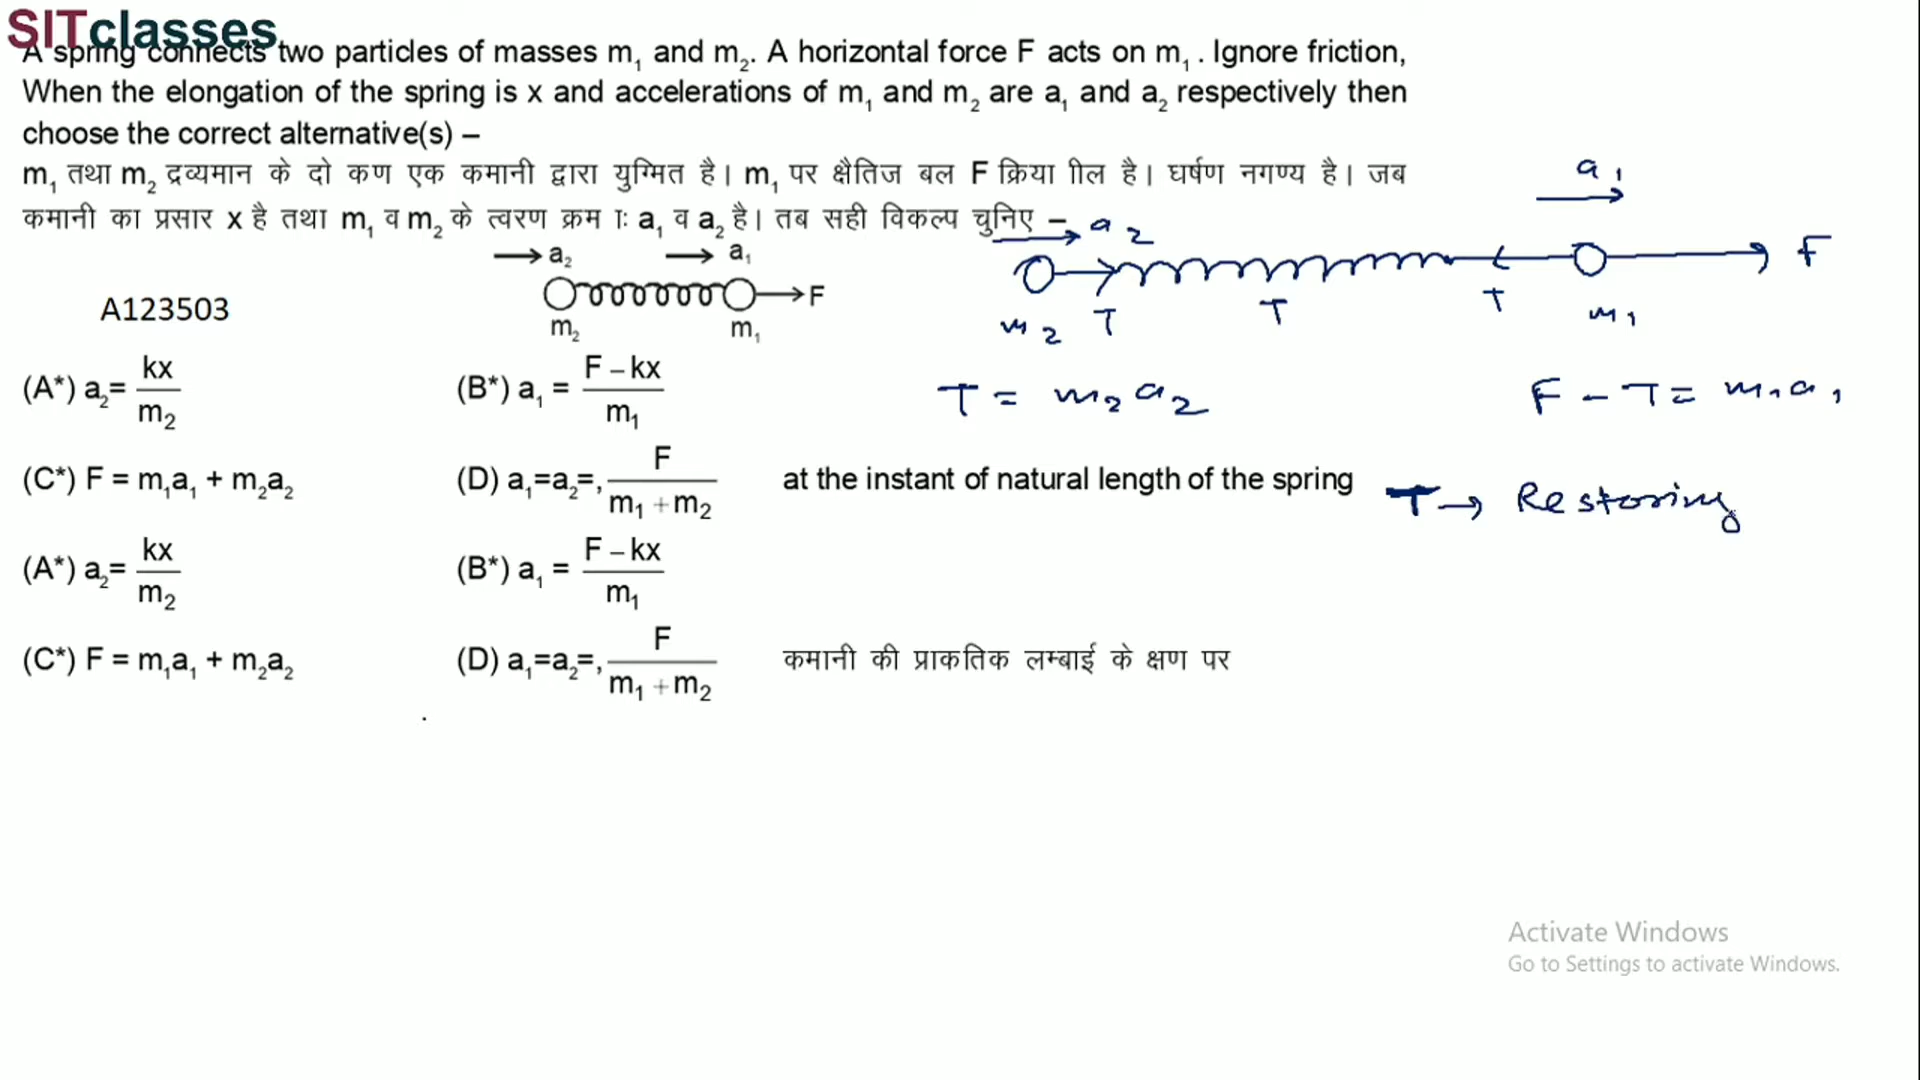 SITclasses
A spring connects two particles of masses m₁ and m₂. A horizontal force F acts on m₁ . Ignore friction,
When the elongation of the spring is x and accelerations of m₁ and m₂ are a₁ and a₂ respectively then
choose the correct alternative(s) –
m₁ तथा m₂ द्रव्यमान के दो कण एक कमानी द्वारा युग्मित है। m₁ पर क्षैतिज बल F क्रिया ाील है। घर्षण नगण्य है। जब
कमानी का प्रसार x है तथा m₁ व m₂ के त्वरण क्रम ाः a₁ व a₂ है। तब सही विकल्प चुनिए –
a₂ a₁
F
m₂ m₁
A123503
a₁
a₂
F
T T T
m₂ m₁
T = m₂a₂ F – T = m₁a₁
(A*) a₂= kx/m₂ (B*) a₁ = F – kx/m₁
(C*) F = m₁a₁ + m₂a₂ (D) a₁=a₂=, F/m₁ + m₂ at the instant of natural length of the spring
T → Restoring
(A*) a₂= kx/m₂ (B*) a₁ = F – kx/m₁
(C*) F = m₁a₁ + m₂a₂ (D) a₁=a₂=, F/m₁ + m₂ कमानी की प्राकतिक लम्बाई के क्षण पर
Activate Windows
Go to Settings to activate Windows.